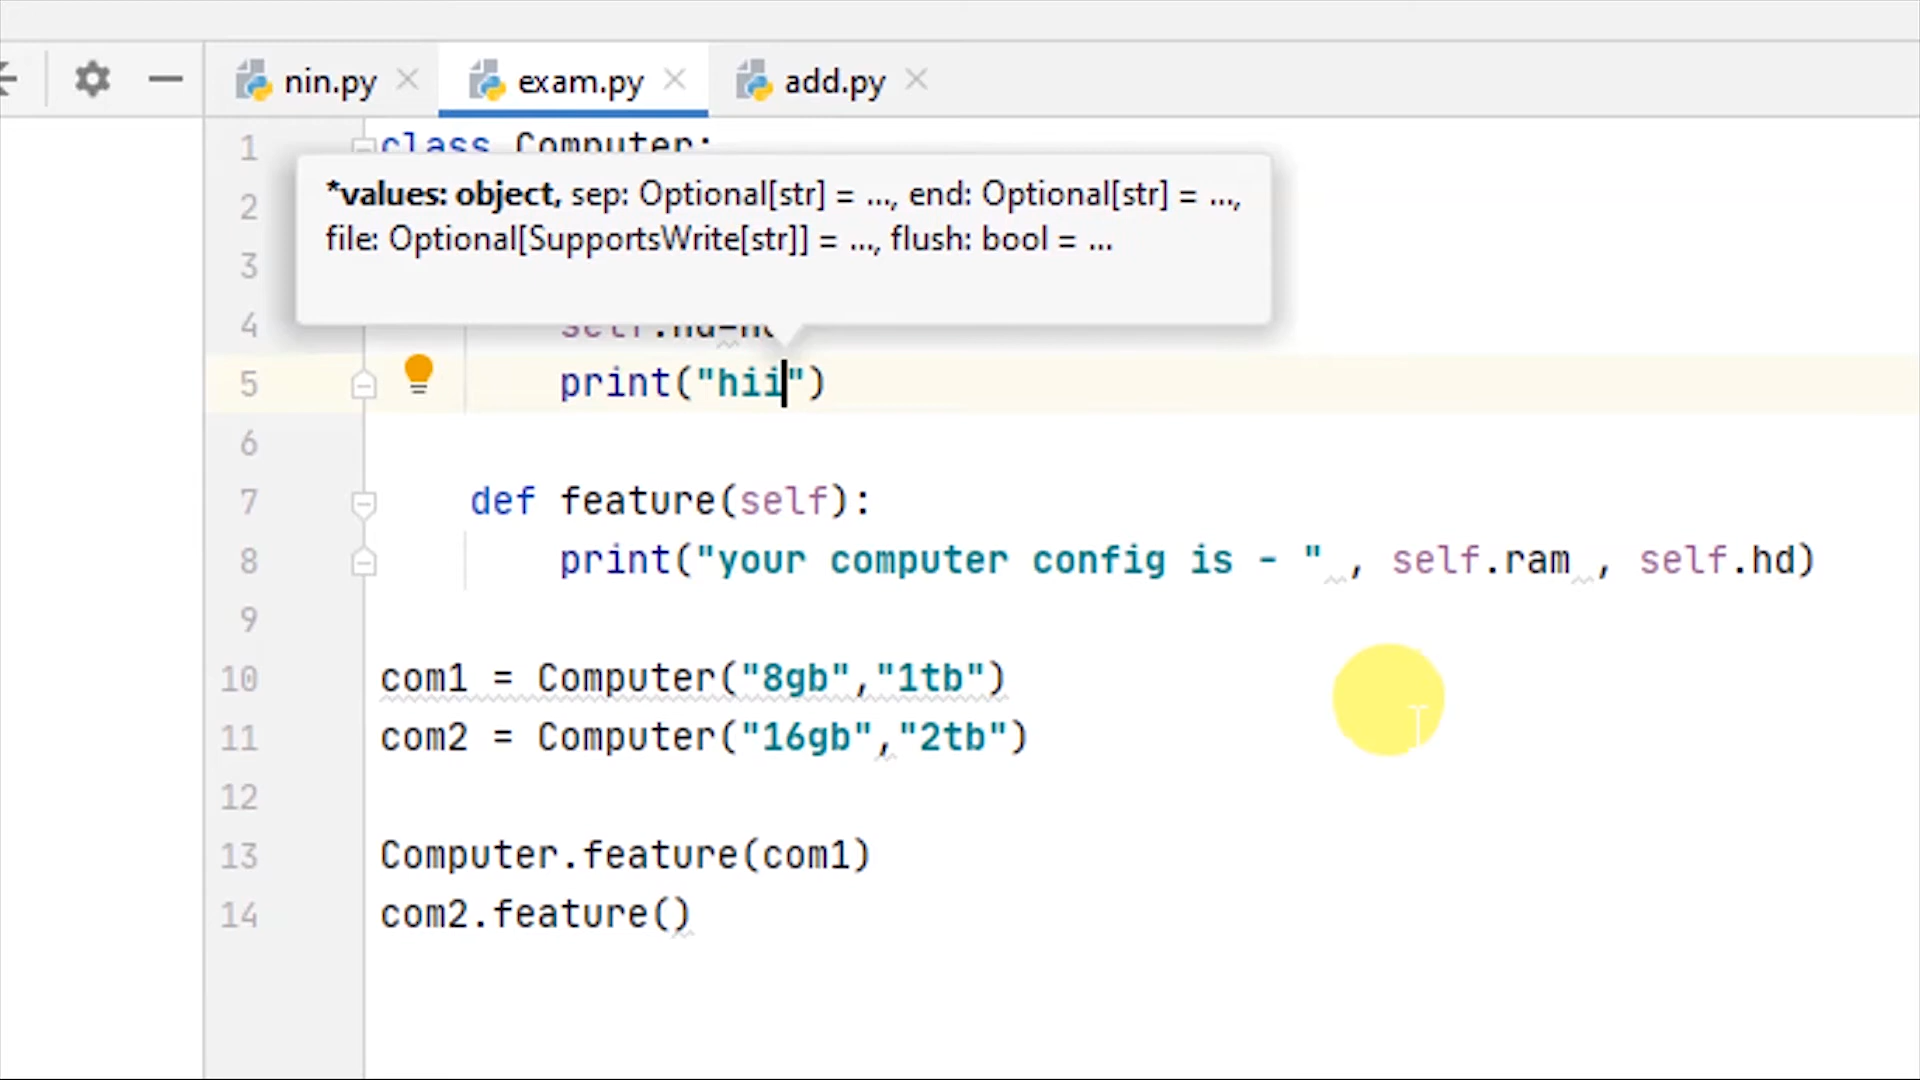 nin.py exam.py add.py
1 class Computer:
*values: object, sep: Optional[str] = ..., end: Optional[str] = ...,
2
file: Optional[SupportsWrite[str]] = ..., flush: bool = ...
3
4 self.hd=hd
5 print("hii")
6
7 def feature(self):
8 print("your computer config is - " , self.ram , self.hd)
9
10 com1 = Computer("8gb","1tb")
11 com2 = Computer("16gb","2tb")
12
13 Computer.feature(com1)
14 com2.feature()